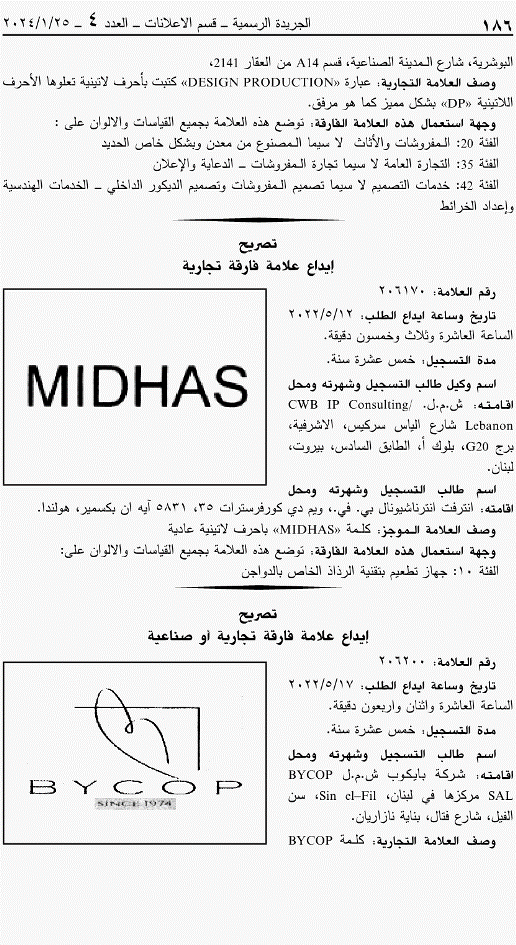 ١٨٦ الجريدة الرسمية – قسم الاعلانات – العدد ٤ – ٢٠٢٤/١/٢٥
البوشرية، شارع المدينة الصناعية، قسم A14 من العقار 2141،
وصف العلامة التجارية: عبارة «DESIGN PRODUCTION» كتبت بأحرف لاتينية تعلوها الأحرف
اللاتينية «DP» بشكل مميز كما هو مرفق.
وجهة استعمال هذه العلامة الفارقة: توضع هذه العلامة بجميع القياسات والالوان على :
الفئة 20: المفروشات والأثاث لا سيما المصنوع من معدن وبشكل خاص الحديد
الفئة 35: التجارة العامة لا سيما تجارة المفروشات – الدعاية والإعلان
الفئة 42: خدمات التصميم لا سيما تصميم المفروشات وتصميم الديكور الداخلي – الخدمات الهندسية
وإعداد الخرائط
تصريح
إيداع علامة فارقة تجارية
رقم العلامة: ٢٠٦١٧٠
تاريخ وساعة ايداع الطلب: ٢٠٢٢/٥/١٢
الساعة العاشرة وثلاث وخمسون دقيقة.
مدة التسجيل: خمس عشرة سنة.
اسم وكيل طالب التسجيل وشهرته ومحل
اقامته: ش.م.ل. CWB IP Consulting/
Lebanon شارع الياس سركيس، الاشرفية،
برج G20، بلوك أ، الطابق السادس، بيروت،
لبنان.
MIDHAS
اسم طالب التسجيل وشهرته ومحل
اقامته: انترفت انترناشيونال بي. في.، ويم دي كورفرسترات ٣٥، ٥٨٣١ آيه ان بكسمير، هولندا.
وصف العلامة الموجز: كلمة «MIDHAS» باحرف لاتينية عادية
وجهة استعمال هذه العلامة الفارقة: توضع هذه العلامة بجميع القياسات والالوان على:
الفئة ١٠: جهاز تطعيم بتقنية الرذاذ الخاص بالدواجن
تصريح
إيداع علامة فارقة تجارية أو صناعية
رقم العلامة: ٢٠٦٢٠٠
تاريخ وساعة ايداع الطلب: ٢٠٢٢/٥/١٧
الساعة العاشرة واثنان واربعون دقيقة.
مدة التسجيل: خمس عشرة سنة.
اسم طالب التسجيل وشهرته ومحل
اقامته: شركة بايكوب ش.م.ل BYCOP
SAL مركزها في لبنان، Sin el–Fil، سن
الفيل، شارع فتال، بناية نازاريان.
وصف العلامة التجارية: كلمة BYCOP
BYCOP
SINCE 1974